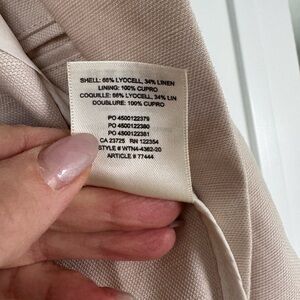 SHELL: 66% LYOCELL, 34% LINEN
LINING: 100% CUPRO
COQUILLE: 66% LYOCELL, 34% LIN
DOUBLURE: 100% CUPRO
PO 4500122379
PO 4500122380
PO 4500122381
CA 23725 RN 122354
STYLE # WTN4-4362-20
ARTICLE # 77444